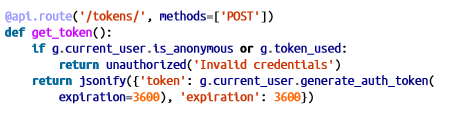 @api.route('/tokens/', methods=['POST'])
def get_token():
    if g.current_user.is_anonymous or g.token_used:
        return unauthorized('Invalid credentials')
    return jsonify({'token': g.current_user.generate_auth_token(
        expiration=3600), 'expiration': 3600})